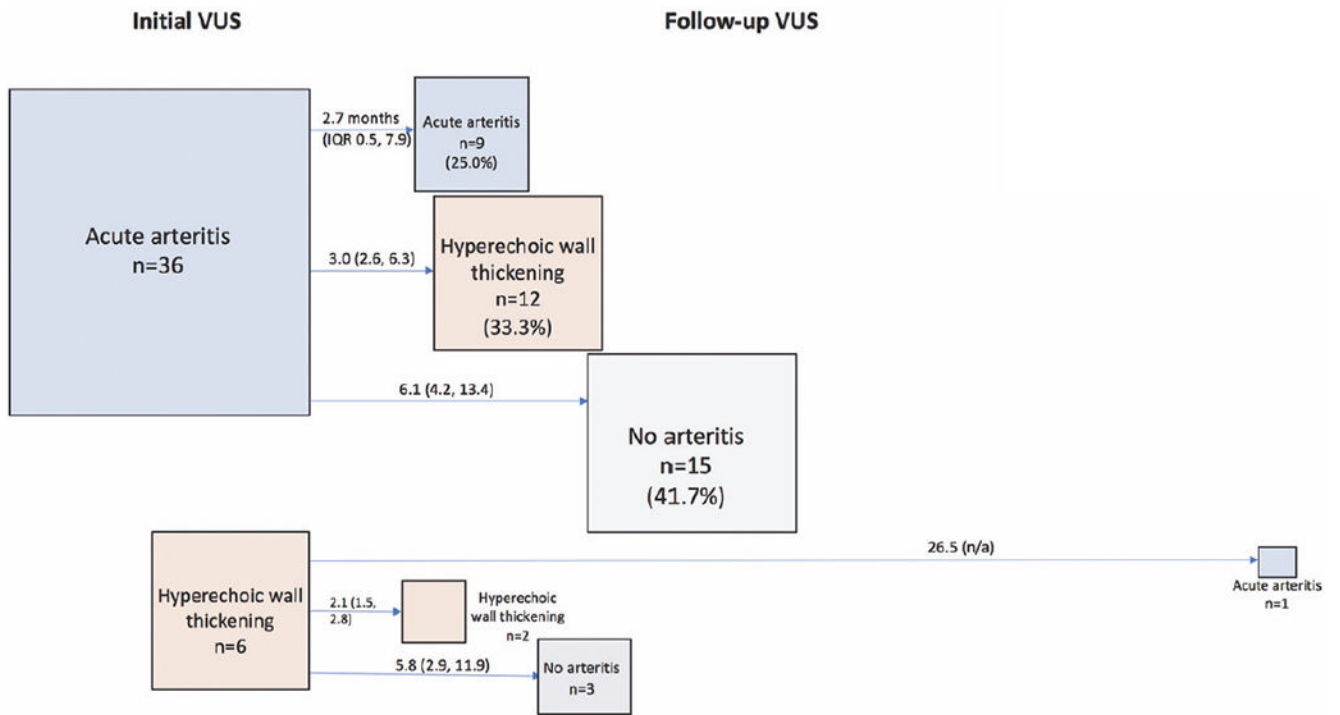 Initial VUS
Follow-up VUS
Acute arteritis
n=36
2.7 months
(IQR 0.5, 7.9)
Acute arteritis
n=9
(25.0%)
3.0 (2.6, 6.3)
Hyperechoic wall
thickening
n=12
(33.3%)
6.1 (4.2, 13.4)
No arteritis
n=15
(41.7%)
Hyperechoic wall
thickening
n=6
26.5 (n/a)
Acute arteritis
n=1
2.1 (1.5,
2.8)
Hyperechoic
wall thickening
n=2
5.8 (2.9, 11.9)
No arteritis
n=3